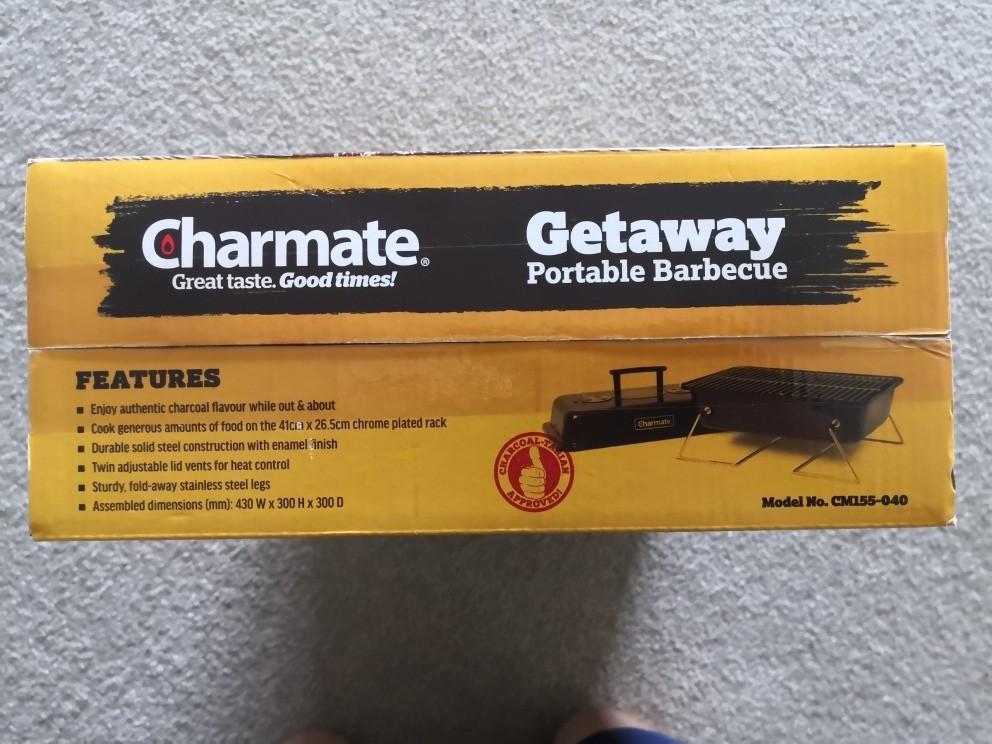 Charmate®
Great taste. Good times!
Getaway
Portable Barbecue
FEATURES
■ Enjoy authentic charcoal flavour while out & about
■ Cook generous amounts of food on the 41cm x 26.5cm chrome plated rack
■ Durable solid steel construction with enamel finish
■ Twin adjustable lid vents for heat control
■ Sturdy, fold-away stainless steel legs
■ Assembled dimensions (mm): 430 W x 300 H x 300 D
CHARCOAL-TARIAN
APPROVED!
Charmate
Model No. CM155-040